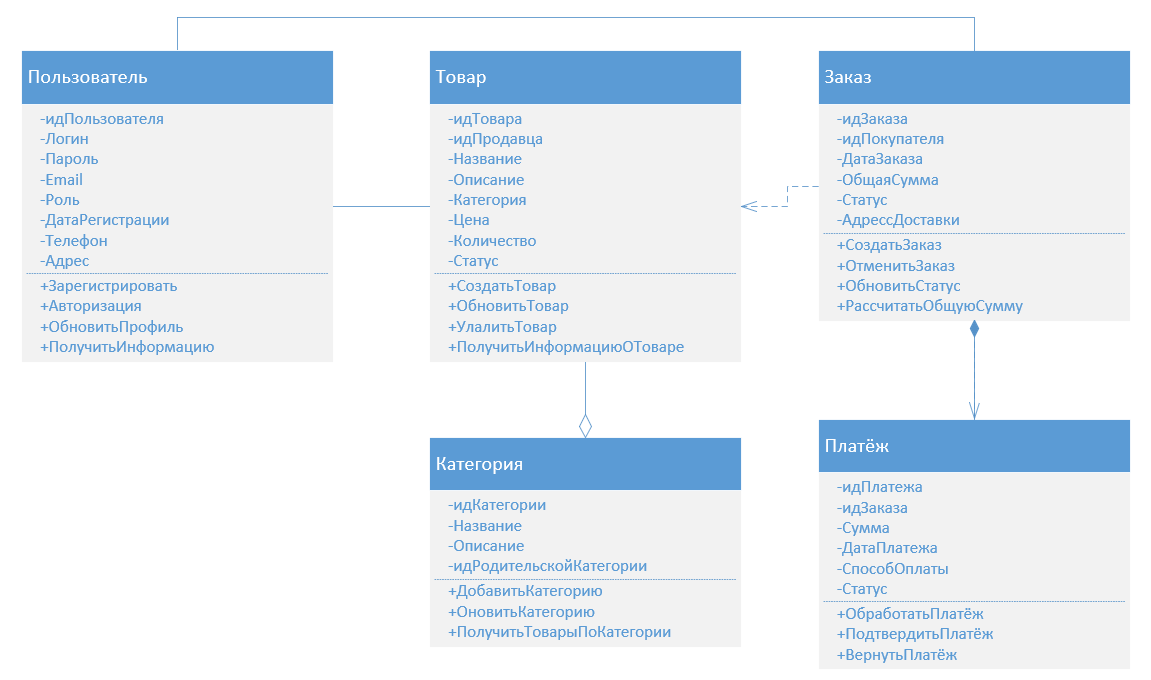 Пользователь
-идПользователя
-Логин
-Пароль
-Email
-Роль
-ДатаРегистрации
-Телефон
-Адрес
+Зарегистрировать
+Авторизация
+ОбновитьПрофиль
+ПолучитьИнформацию
Товар
-идТовара
-идПродавца
-Название
-Описание
-Категория
-Цена
-Количество
-Статус
+СоздатьТовар
+ОбновитьТовар
+УлалитьТовар
+ПолучитьИнформациюОТоваре
Заказ
-идЗаказа
-идПокупателя
-ДатаЗаказа
-ОбщаяСумма
-Статус
-АдрессДоставки
+СоздатьЗаказ
+ОтменитьЗаказ
+ОбновитьСтатус
+РассчитатьОбщуюСумму
Категория
-идКатегории
-Название
-Описание
-идРодительскойКатегории
+ДобавитьКатегорию
+ОновитьКатегорию
+ПолучитьТоварыПоКатегории
Платёж
-идПлатежа
-идЗаказа
-Сумма
-ДатаПлатежа
-СпособОплаты
-Статус
+ОбработатьПлатёж
+ПодтвердитьПлатёж
+ВернутьПлатёж